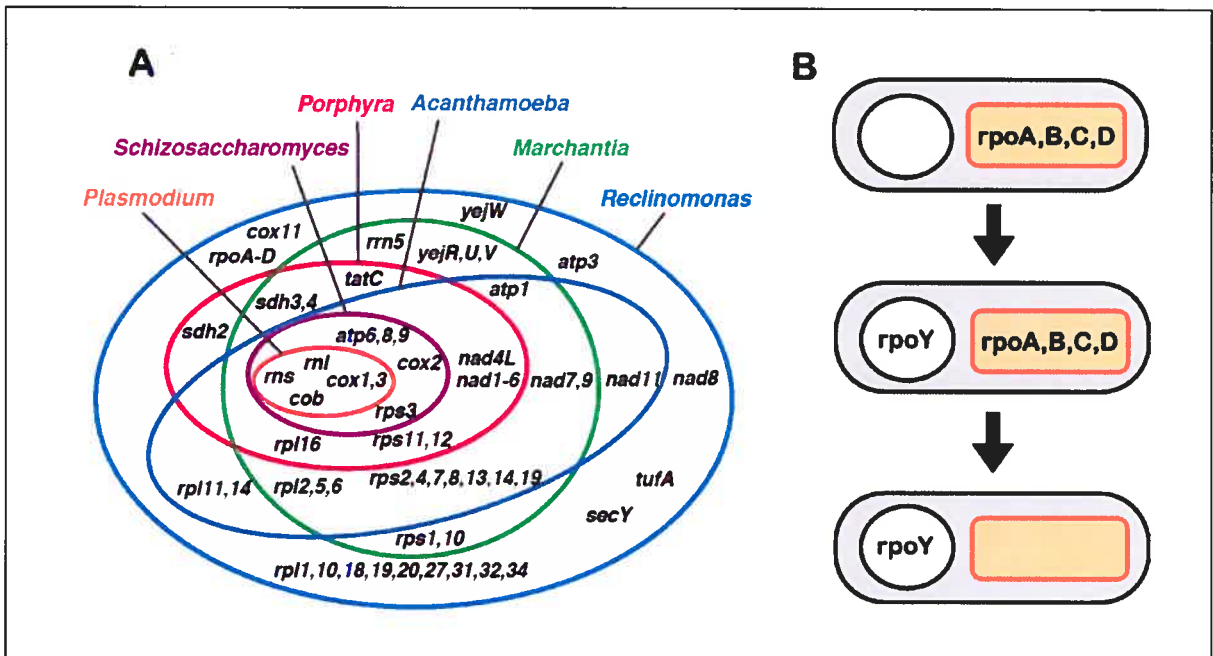 A
B
Porphyra Acanthamoeba
Schizosaccharomyces Marchantia
Plasmodium Reclinomonas
yejW
cox11
rrn5
rpoA-D
yejR,U,V
atp3
tatC
atp1
sdh3,4
sdh2
atp6,8,9
rnl
cox2
nad4L
rns
cox1,3
nad1-6
nad7,9
nad11
nad8
cob
rps3
rpl16
rps11,12
rpl11,14
rpl2,5,6
rps2,4,7,8,13,14,19
tufA
secY
rps1,10
rpl1,10,18,19,20,27,31,32,34
rpoA,B,C,D
rpoY
rpoA,B,C,D
rpoY